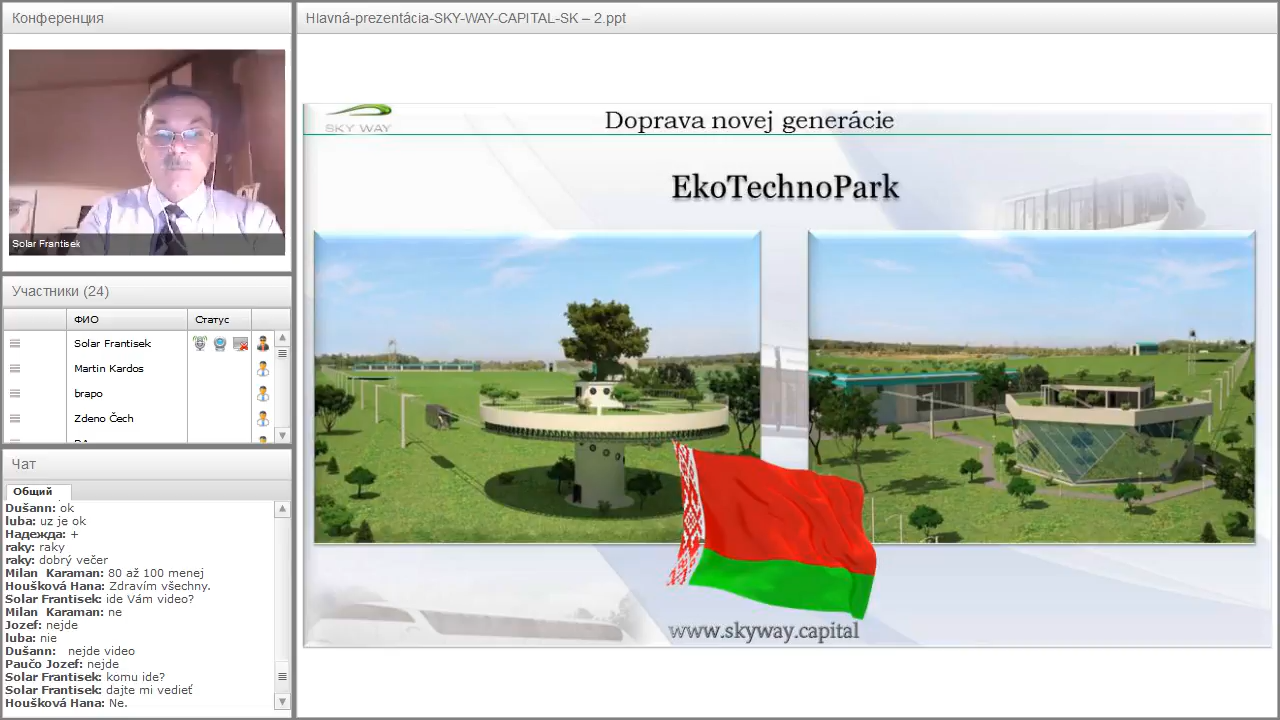 Конференция
Solar Frantisek
Участники (24)
ФИО Статус
Solar Frantisek
Martin Kardos
brapo
Zdeno Čech
Чат
Общий
Dušann: ok
luba: uz je ok
Надежда: +
raky: raky
raky: dobrý večer
Milan Karaman: 80 až 100 menej
Houšková Hana: Zdravím všechny.
Solar Frantisek: ide Vám video?
Milan Karaman: ne
Jozef: nejde
luba: nie
Dušann: nejde video
Paučo Jozef: nejde
Solar Frantisek: komu ide?
Solar Frantisek: dajte mi vedieť
Houšková Hana: Ne.
Hlavná-prezentácia-SKY-WAY-CAPITAL-SK – 2.ppt
SKY WAY
Doprava novej generácie
EkoTechnoPark
www.skyway.capital